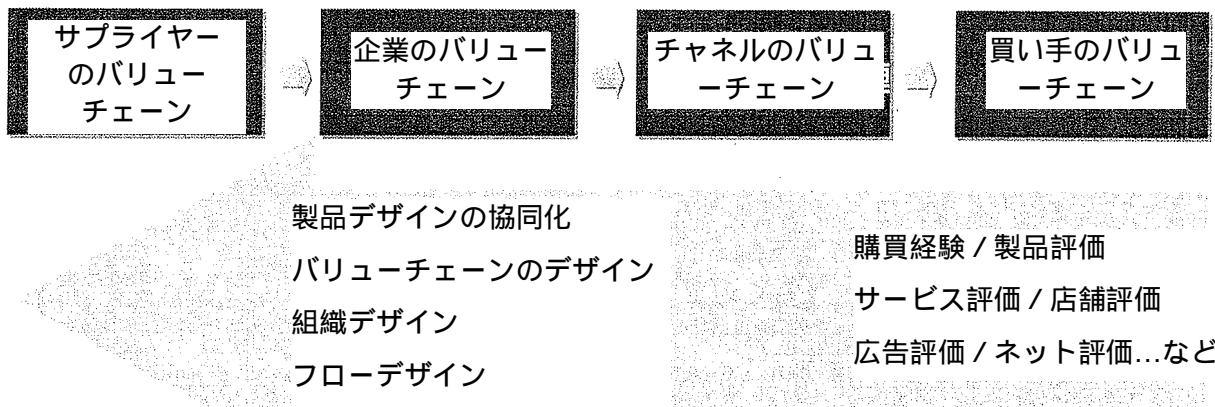 サプライヤー
のバリュー
チェーン
企業のバリュー
チェーン
チャネルのバリュ
ーチェーン
買い手のバリュ
ーチェーン
製品デザインの協同化
バリューチェーンのデザイン
組織デザイン
フローデザイン
購買経験 / 製品評価
サービス評価 / 店舗評価
広告評価 / ネット評価…など